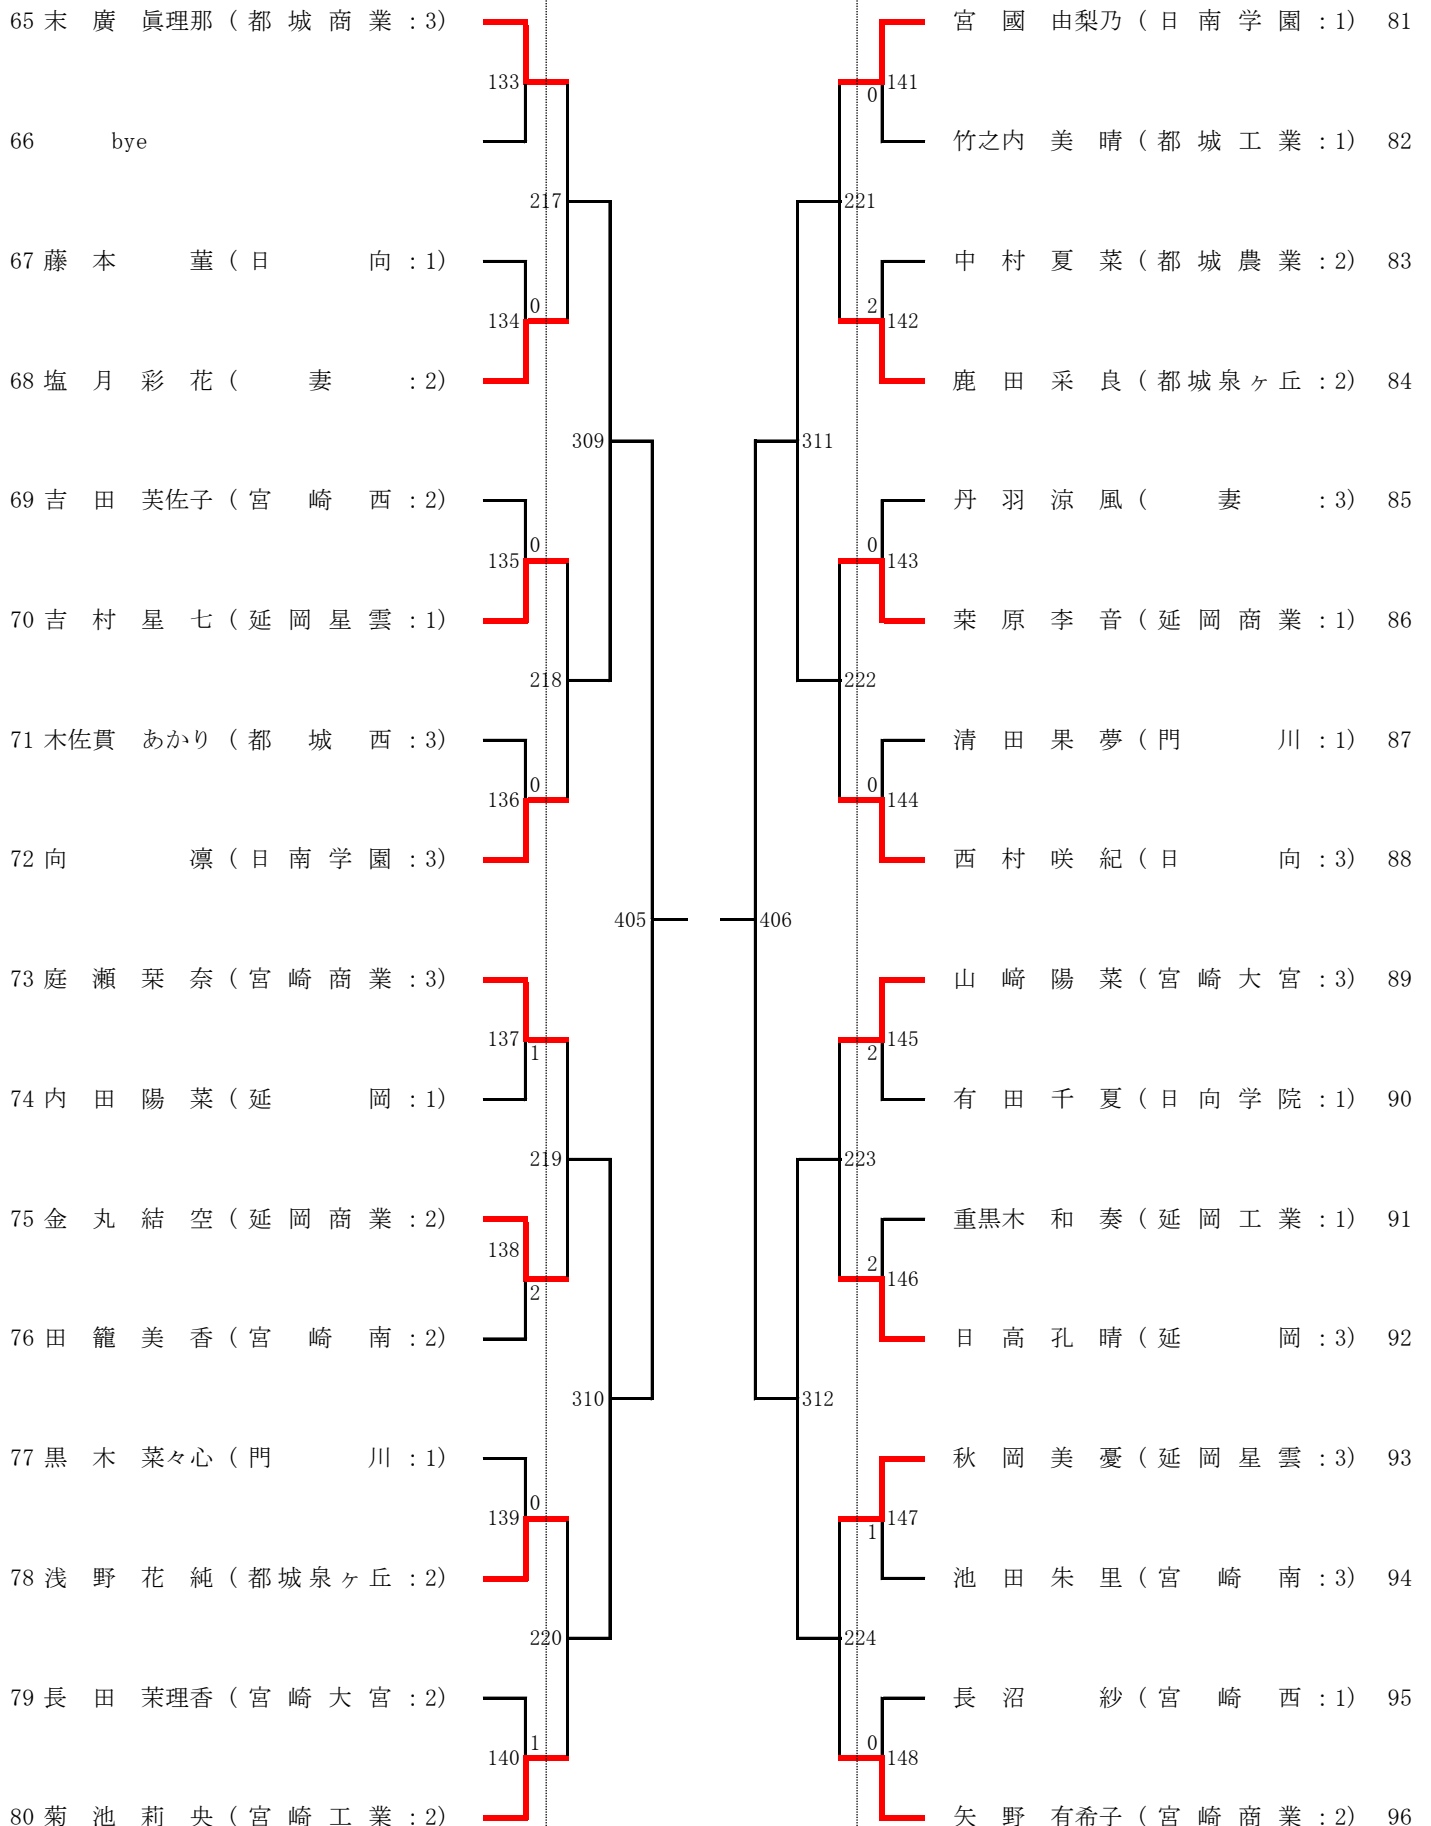 65 末 廣 眞理那 ( 都 城 商 業 : 3)
宮 國 由梨乃 ( 日 南 学 園 : 1) 81
133
141
0
66 bye
竹之内 美 晴 ( 都 城 工 業 : 1) 82
217
221
67 藤 本 菫 ( 日 向 : 1)
中 村 夏 菜 ( 都 城 農 業 : 2) 83
0
2
134
142
68 塩 月 彩 花 ( 妻 : 2)
鹿 田 采 良 ( 都 城 泉 ヶ 丘 : 2) 84
309
311
69 吉 田 芙佐子 ( 宮 崎 西 : 2)
丹 羽 涼 風 ( 妻 : 3) 85
0
0
135
143
70 吉 村 星 七 ( 延 岡 星 雲 : 1)
栞 原 李 音 ( 延 岡 商 業 : 1) 86
218
222
71 木佐貫 あかり ( 都 城 西 : 3)
清 田 果 夢 ( 門 川 : 1) 87
0
0
136
144
72 向 凛 ( 日 南 学 園 : 3)
西 村 咲 紀 ( 日 向 : 3) 88
405
406
73 庭 瀬 栞 奈 ( 宮 崎 商 業 : 3)
山 﨑 陽 菜 ( 宮 崎 大 宮 : 3) 89
137
145
1
2
74 内 田 陽 菜 ( 延 岡 : 1)
有 田 千 夏 ( 日 向 学 院 : 1) 90
219
223
75 金 丸 結 空 ( 延 岡 商 業 : 2)
重黒木 和 奏 ( 延 岡 工 業 : 1) 91
138
2
146
2
76 田 籠 美 香 ( 宮 崎 南 : 2)
日 高 孔 晴 ( 延 岡 : 3) 92
310
312
77 黒 木 菜々心 ( 門 川 : 1)
秋 岡 美 憂 ( 延 岡 星 雲 : 3) 93
0
139
147
1
78 浅 野 花 純 ( 都 城 泉 ヶ 丘 : 2)
池 田 朱 里 ( 宮 崎 南 : 3) 94
220
224
79 長 田 茉理香 ( 宮 崎 大 宮 : 2)
長 沼 紗 ( 宮 崎 西 : 1) 95
1
0
140
148
80 菊 池 莉 央 ( 宮 崎 工 業 : 2)
矢 野 有希子 ( 宮 崎 商 業 : 2) 96